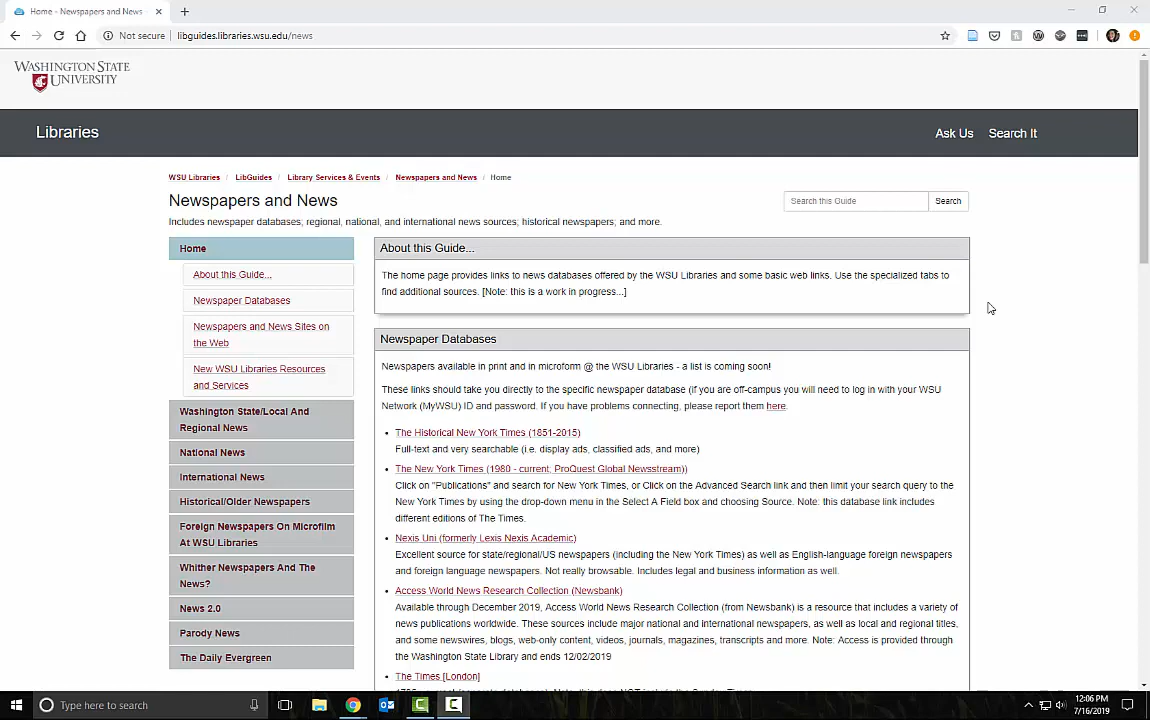 Home - Newspapers and News
Not secure | libguides.libraries.wsu.edu/news
WASHINGTON STATE
UNIVERSITY
Libraries
Ask Us
Search It
WSU Libraries / LibGuides / Library Services & Events / Newspapers and News / Home
Newspapers and News
Search this Guide
Search
Includes newspaper databases; regional, national, and international news sources; historical newspapers; and more.
Home
About this Guide...
Newspaper Databases
Newspapers and News Sites on
the Web
New WSU Libraries Resources
and Services
Washington State/Local And
Regional News
National News
International News
Historical/Older Newspapers
Foreign Newspapers On Microfilm
At WSU Libraries
Whither Newspapers And The
News?
News 2.0
Parody News
The Daily Evergreen
About this Guide...
The home page provides links to news databases offered by the WSU Libraries and some basic web links. Use the specialized tabs to
find additional sources. [Note: this is a work in progress...]
Newspaper Databases
Newspapers available in print and in microform @ the WSU Libraries - a list is coming soon!
These links should take you directly to the specific newspaper database (if you are off-campus you will need to log in with your WSU
Network (MyWSU) ID and password. If you have problems connecting, please report them here.
• The Historical New York Times (1851-2015)
Full-text and very searchable (i.e. display ads, classified ads, and more)
• The New York Times (1980 - current; ProQuest Global Newsstream))
Click on "Publications" and search for New York Times, or Click on the Advanced Search link and then limit your search query to the
New York Times by using the drop-down menu in the Select A Field box and choosing Source. Note: this database link includes
different editions of The Times.
• Nexis Uni (formerly Lexis Nexis Academic)
Excellent source for state/regional/US newspapers (including the New York Times) as well as English-language foreign newspapers
and foreign language newspapers. Not really browsable. Includes legal and business information as well.
• Access World News Research Collection (Newsbank)
Available through December 2019, Access World News Research Collection (from Newsbank) is a resource that includes a variety of
news publications worldwide. These sources include major national and international newspapers, as well as local and regional titles,
and some newswires, blogs, web-only content, videos, journals, magazines, transcripts and more. Note: Access is provided through
the Washington State Library and ends 12/02/2019
• The Times [London]
Type here to search
12:06 PM
7/16/2019